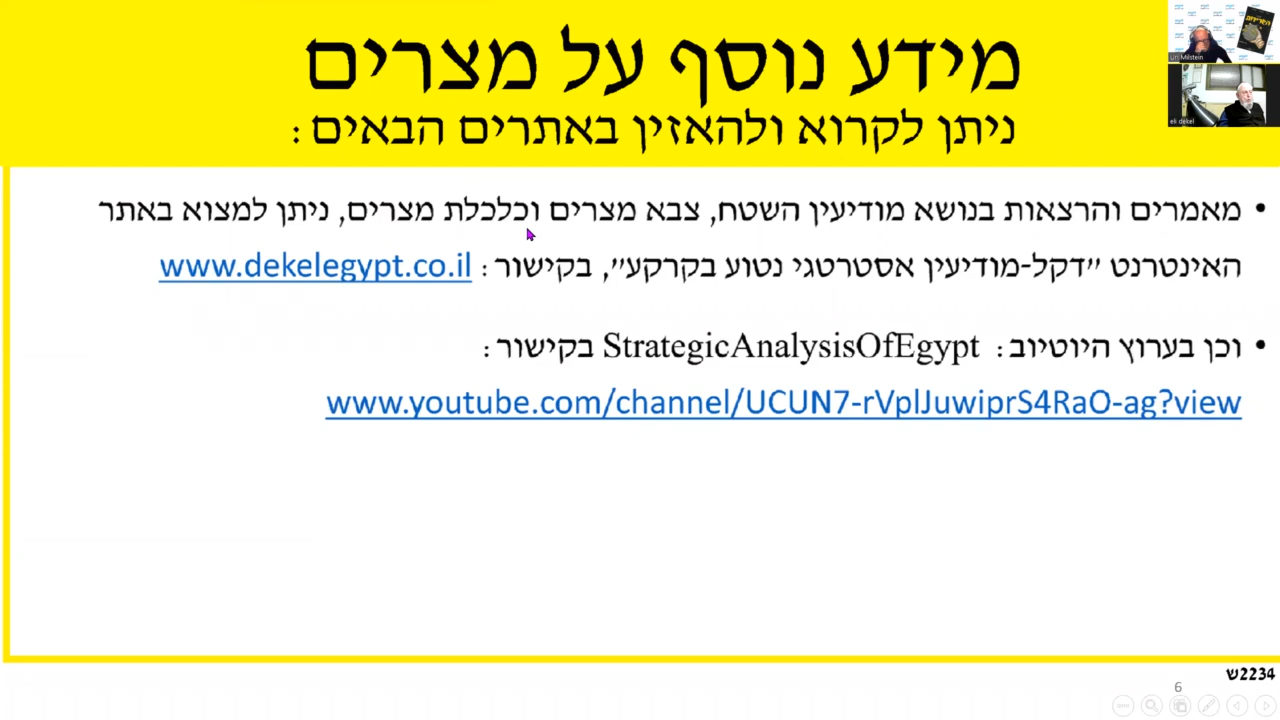 מידע נוסף על מצרים
ניתן לקרוא ולהאזין באתרים הבאים:
• מאמרים והרצאות בנושא מודיעין השטח, צבא מצרים וכלכלת מצרים, ניתן למצוא באתר
האינטרנט "דקל-מודיעין אסטרטגי נטוע בקרקע", בקישור: www.dekelegypt.co.il
• וכן בערוץ היוטיוב: StrategicAnalysisOfEgypt בקישור:
www.youtube.com/channel/UCUN7-rVplJuwiprS4RaO-ag?view
ש2234
6
Uri Milstein
eli dekel